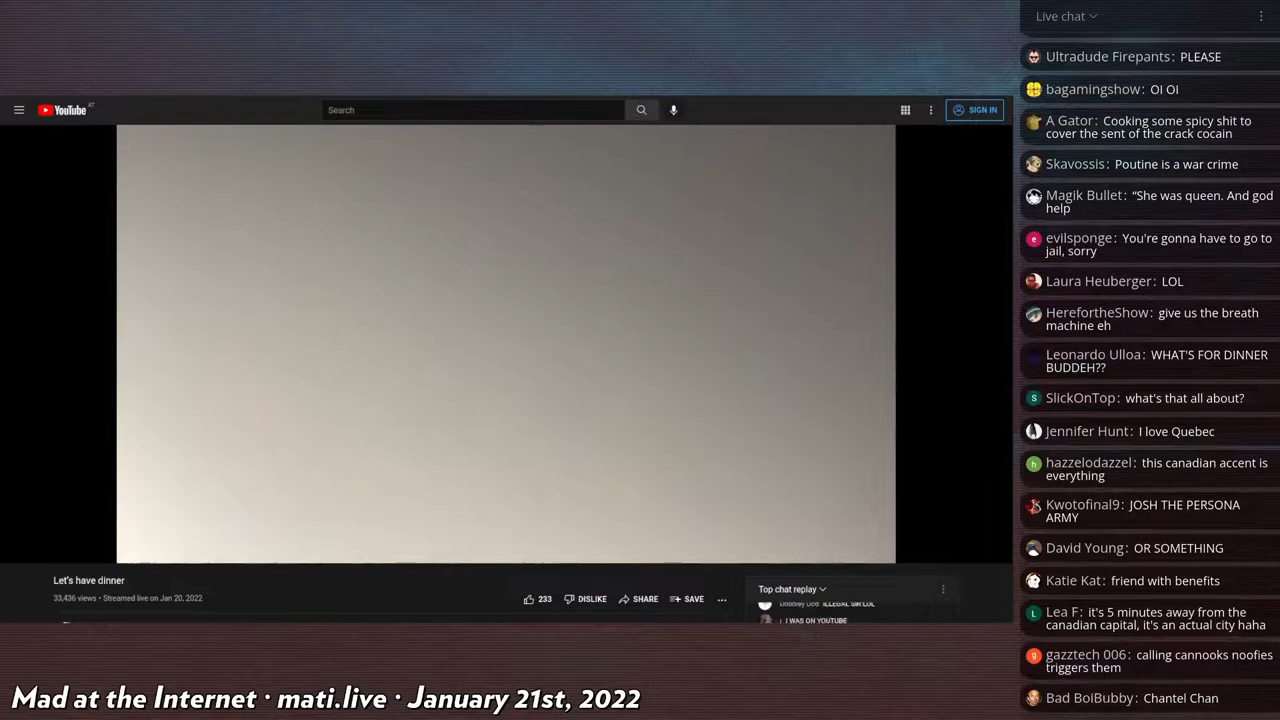 YouTube AT
Search
SIGN IN
Let's have dinner
33,436 views • Streamed live on Jan 20, 2022
233
DISLIKE
SHARE
SAVE
Top chat replay
ILLEGAL SIR LOL
I WAS ON YOUTUBE
Mad at the Internet · mati.live · January 21st, 2022
Live chat
Ultradude Firepants: PLEASE
bagamingshow: OI OI
A Gator: Cooking some spicy shit to
cover the sent of the crack cocain
Skavossis: Poutine is a war crime
Magik Bullet: “She was queen. And god
help
e
evilsponge: You're gonna have to go to
jail, sorry
Laura Heuberger: LOL
HerefortheShow: give us the breath
machine eh
Leonardo Ulloa: WHAT'S FOR DINNER
BUDDEH??
S
SlickOnTop: what's that all about?
Jennifer Hunt: I love Quebec
h
hazzelodazzel: this canadian accent is
everything
Kwotofinal9: JOSH THE PERSONA
ARMY
David Young: OR SOMETHING
Katie Kat: friend with benefits
L
Lea F: it's 5 minutes away from the
canadian capital, it's an actual city haha
g
gazztech 006: calling cannooks noofies
triggers them
Bad BolBubby: Chantel Chan